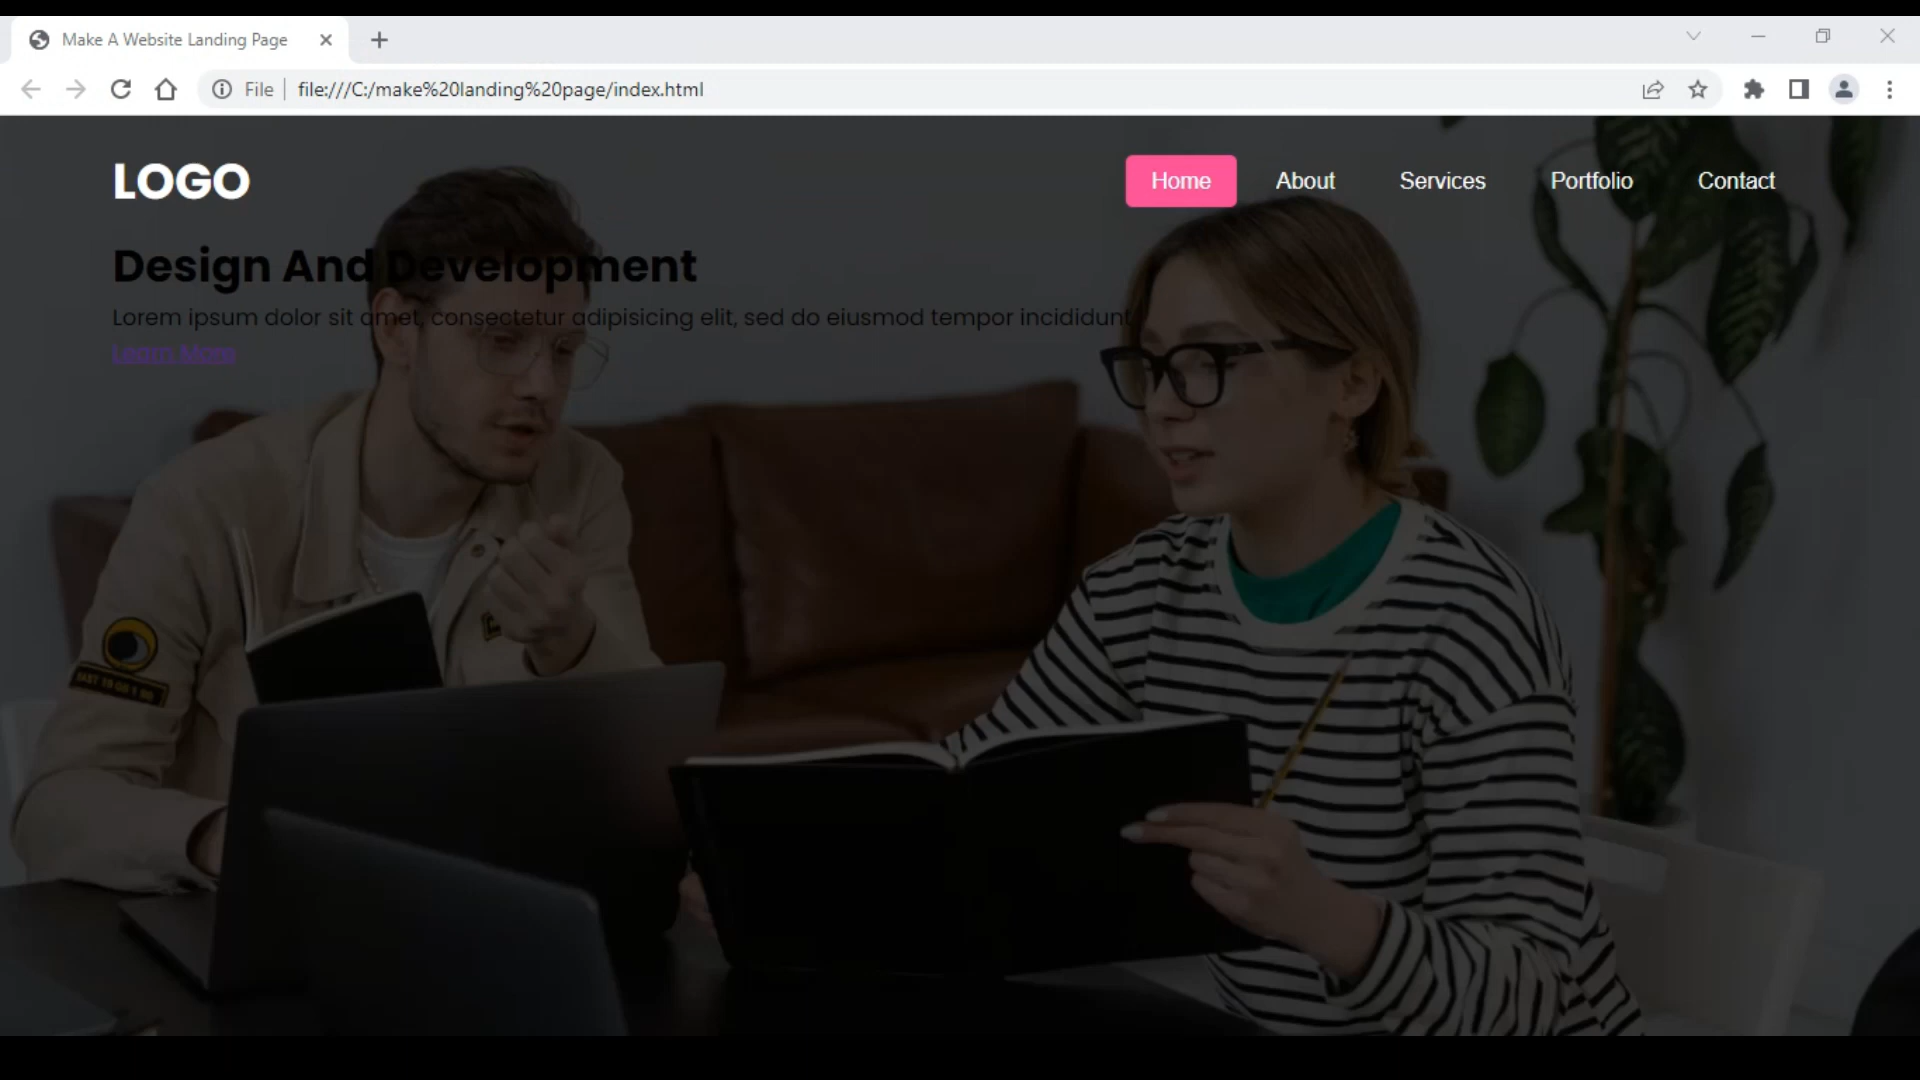 Make A Website Landing Page
File
file:///C:/make%20landing%20page/index.html
LOGO
Home
About
Services
Portfolio
Contact
Design And Development
Lorem ipsum dolor sit amet, consectetur adipisicing elit, sed do eiusmod tempor incididunt
Learn More